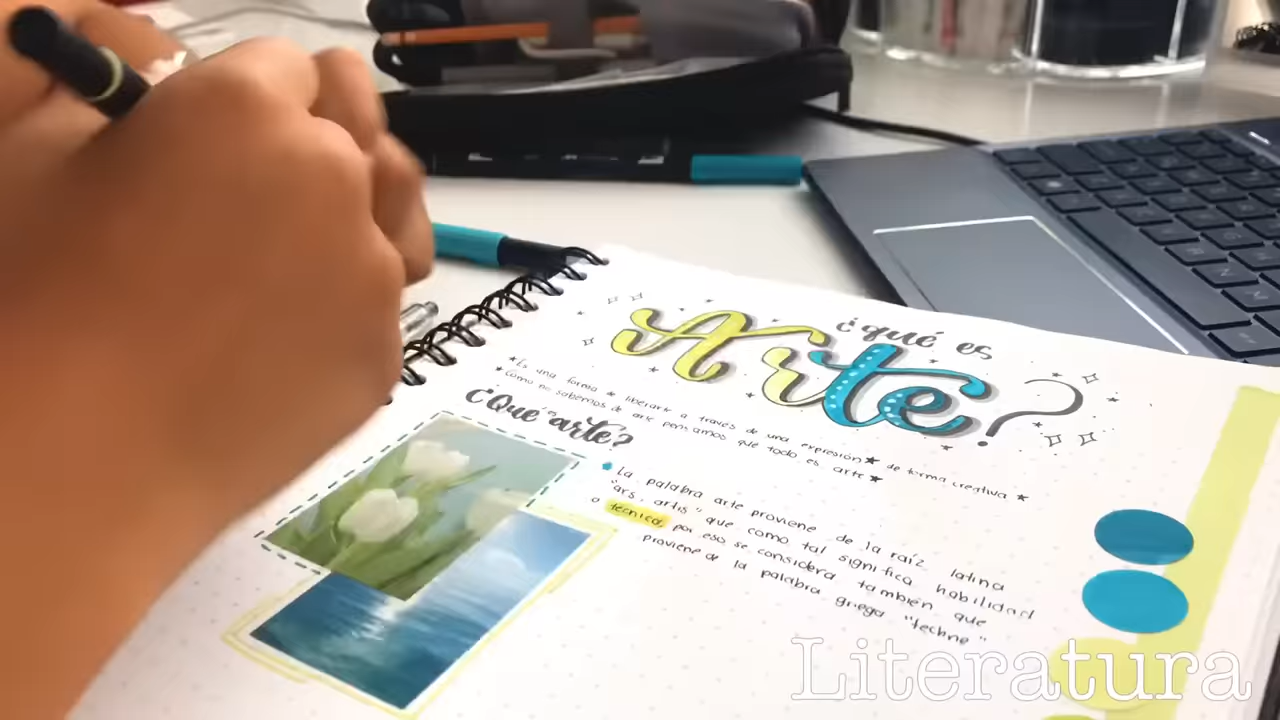 ¿qué es
Arte?
★Es una forma ★ liberarte a través de una expresión★ de forma creativa ★
★Como no sabemos de arte pensamos que todo es arte★
¿Que "arte?
La palabra arte proviene de la raíz latina
"ars, artis" que como tal significa habilidad
o técnica, por eso se considera también que
proviene de la palabra griega "techne"
Literatura